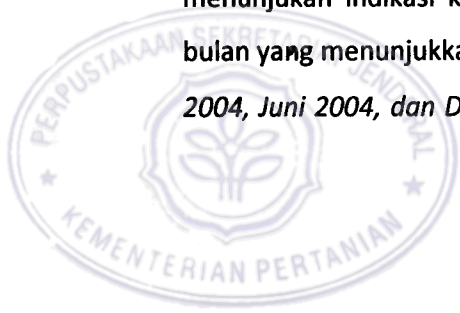 menunjukan indikasi k
bulan yang menunjukka
2004, Juni 2004, dan D
PERPUSTAKAAN SEKRETARIAT JENDERAL
KEMENTERIAN PERTANIAN